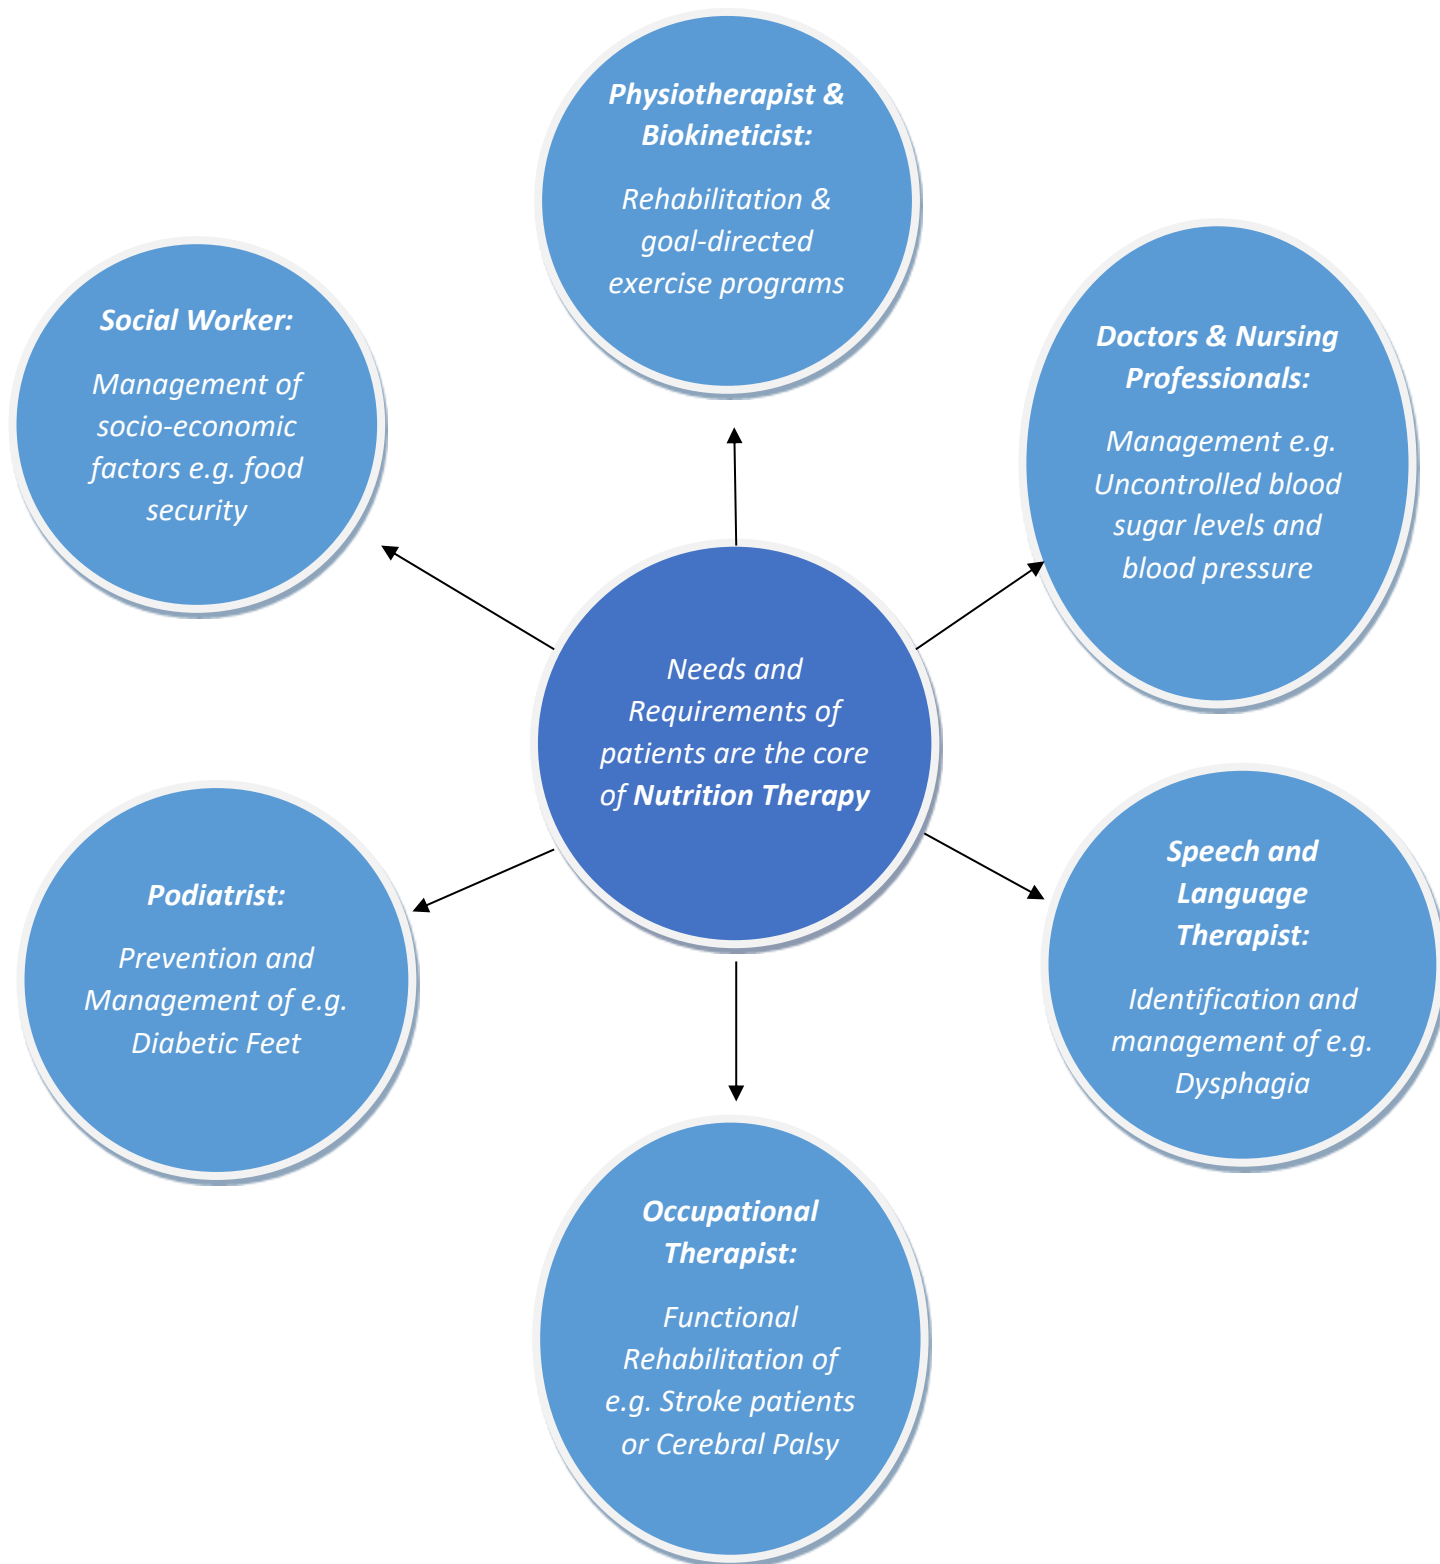 Physiotherapist &
Biokineticist:
Rehabilitation &
goal-directed
exercise programs
Social Worker:
Management of
socio-economic
factors e.g. food
security
Doctors & Nursing
Professionals:
Management e.g.
Uncontrolled blood
sugar levels and
blood pressure
Needs and
Requirements of
patients are the core
of Nutrition Therapy
Podiatrist:
Prevention and
Management of e.g.
Diabetic Feet
Speech and
Language
Therapist:
Identification and
management of e.g.
Dysphagia
Occupational
Therapist:
Functional
Rehabilitation of
e.g. Stroke patients
or Cerebral Palsy